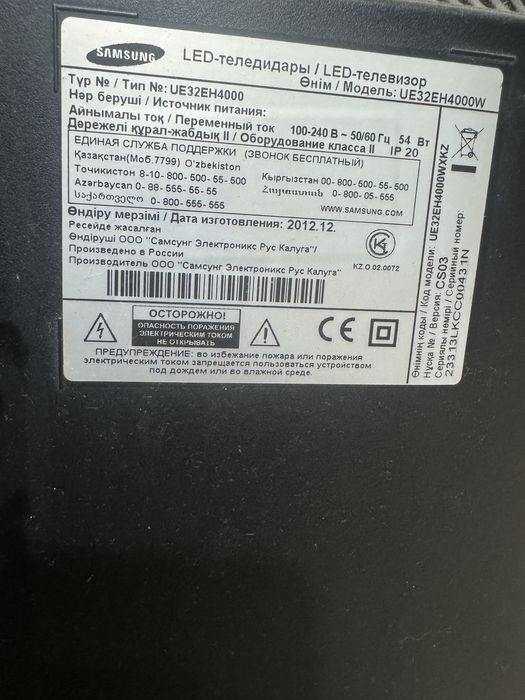 SAMSUNG
LED-теледидары / LED-телевизор
Түр № / Тип №: UE32EH4000
Өнім / Модель: UE32EH4000W
Нәр беруші / Источник питания:
Айнымалы ток / Переменный ток 100-240 В ~ 50/60 Гц 54 Вт
Дәрежелі құрал-жабдық II / Оборудование класса II IP 20
ЕДИНАЯ СЛУЖБА ПОДДЕРЖКИ (ЗВОНОК БЕСПЛАТНЫЙ)
Қазақстан(Моб.7799) O'zbekiston
Тоҷикистон 8-10-800-500-55-500
Кыргызстан 00-800-500-55-500
Azərbaycan 0-88-555-55-55
Հայաստան 0-800-05-555
საქართველო 0-800-555-555
WWW.SAMSUNG.COM
Өндіру мерзімі / Дата изготовления: 2012.12.
Ресейде жасалған
Өндіруші ООО "Самсунг Электроникс Рус Калуга"/
Произведено в России
Производитель ООО "Самсунг Электроникс Рус Калуга"
KZ.O.02.0072
ОСТОРОЖНО!
ОПАСНОСТЬ ПОРАЖЕНИЯ
ЭЛЕКТРИЧЕСКИМ ТОКОМ
НЕ ОТКРЫВАТЬ
CE
ПРЕДУПРЕЖДЕНИЕ: во избежание пожара или поражения
электрическим током запрещается пользоваться устройством
под дождем или во влажной среде.
Өнімнің коды / Код модели: UE32EH4000WXKZ
Нұсқа № / Версия: CS03
Сериялы нөмірі / Серийный номер:
23313LKCC00431N